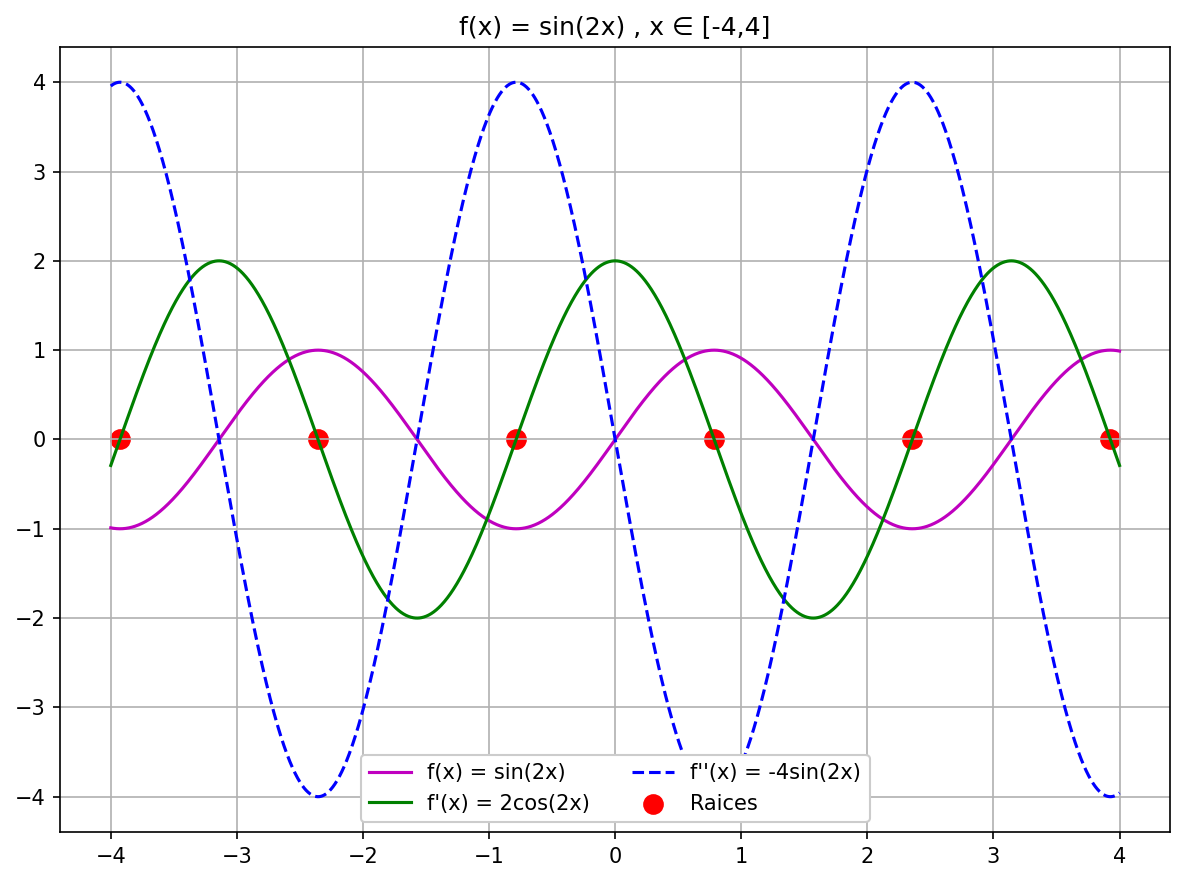 f(x) = sin(2x) , x ∈ [-4,4]
4
3
2
1
0
−1
−2
−3
−4
−4 −3 −2 −1 0 1 2 3 4
f(x) = sin(2x)
f'(x) = 2cos(2x)
f''(x) = -4sin(2x)
Raices